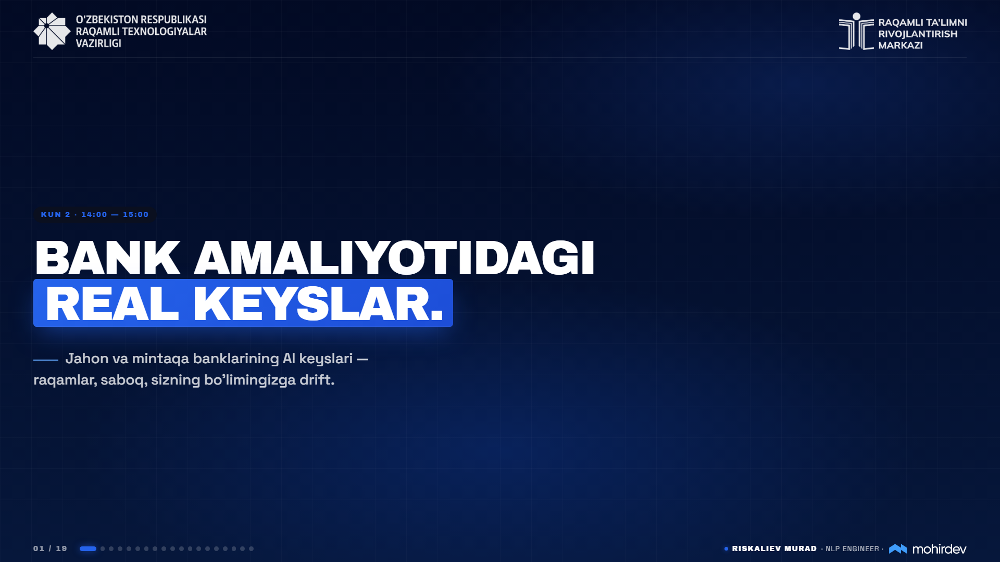 O'ZBEKISTON RESPUBLIKASI
RAQAMLI TEXNOLOGIYALAR
VAZIRLIGI
RAQAMLI TA’LIMNI
RIVOJLANTIRISH
MARKAZI
KUN 2 · 14:00 — 15:00
BANK AMALIYOTIDAGI
REAL KEYSLAR.
Jahon va mintaqa banklarining AI keyslari —
raqamlar, saboq, sizning bo’limingizga drift.
01 / 19
RISKALIEV MURAD · NLP ENGINEER ·
mohirdev